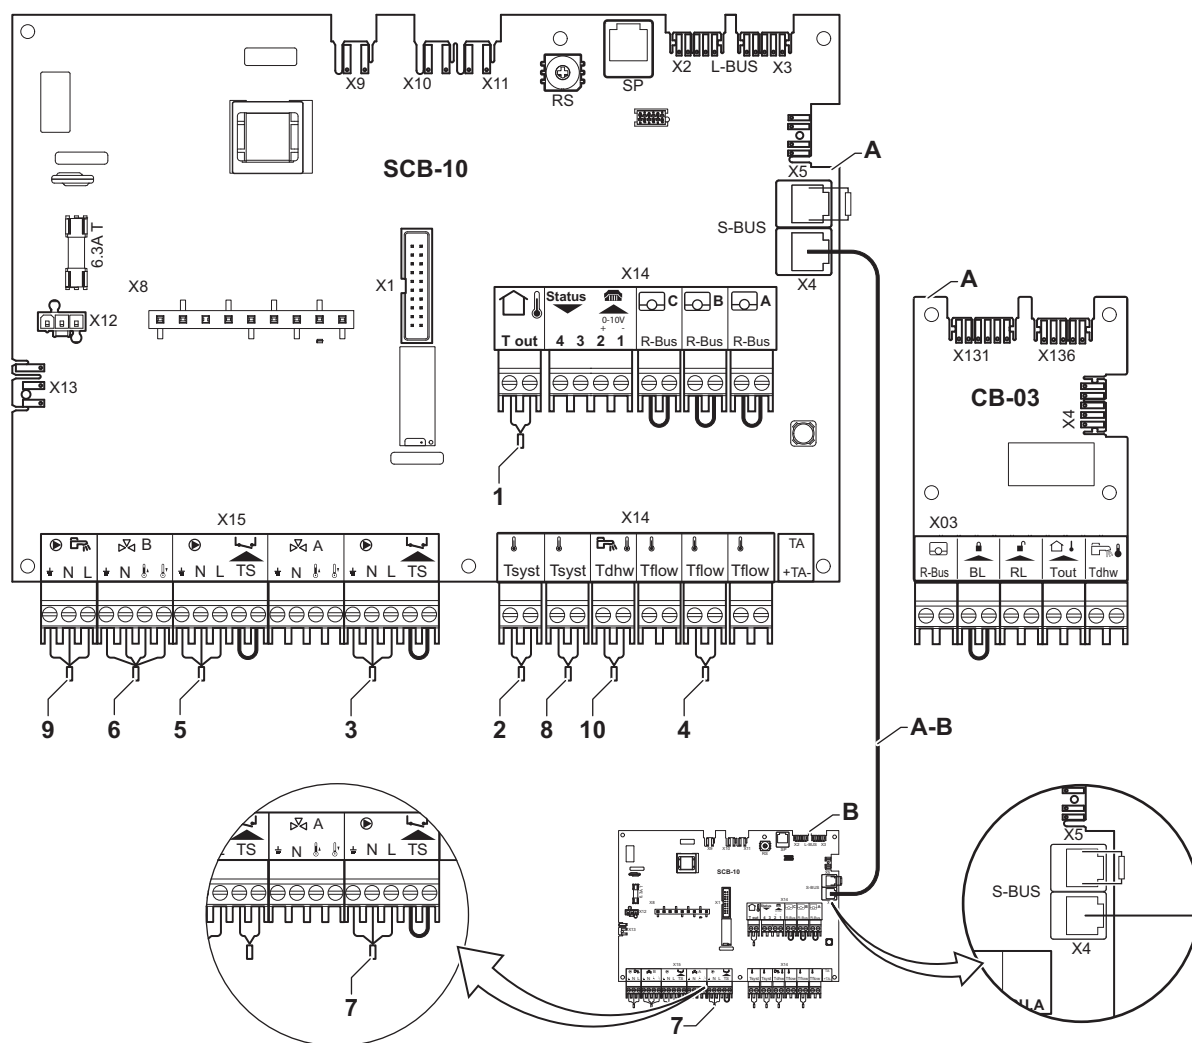 X9
X10
X11
RS
SP
X2
L-BUS
X3
SCB-10
X5
A
S-BUS
X4
6.3A T
X12
X8
X13
X1
X14
Status
0-10V
+ -
C
B
A
T out
4 3 2 1
R-Bus
R-Bus
R-Bus
1
A
X131
X136
CB-03
X4
X03
R-Bus
BL
RL
Tout
Tdhw
X15
B
A
N L
N
N L
TS
N
N L
TS
X14
Tsyst
Tsyst
Tdhw
Tflow
Tflow
Tflow
TA
+TA-
9
6
5
3
2
8
10
4
A-B
A
L
TS
N
N L
TS
7
B
SCB-10
S-BUS
7
X5
S-BUS
X4